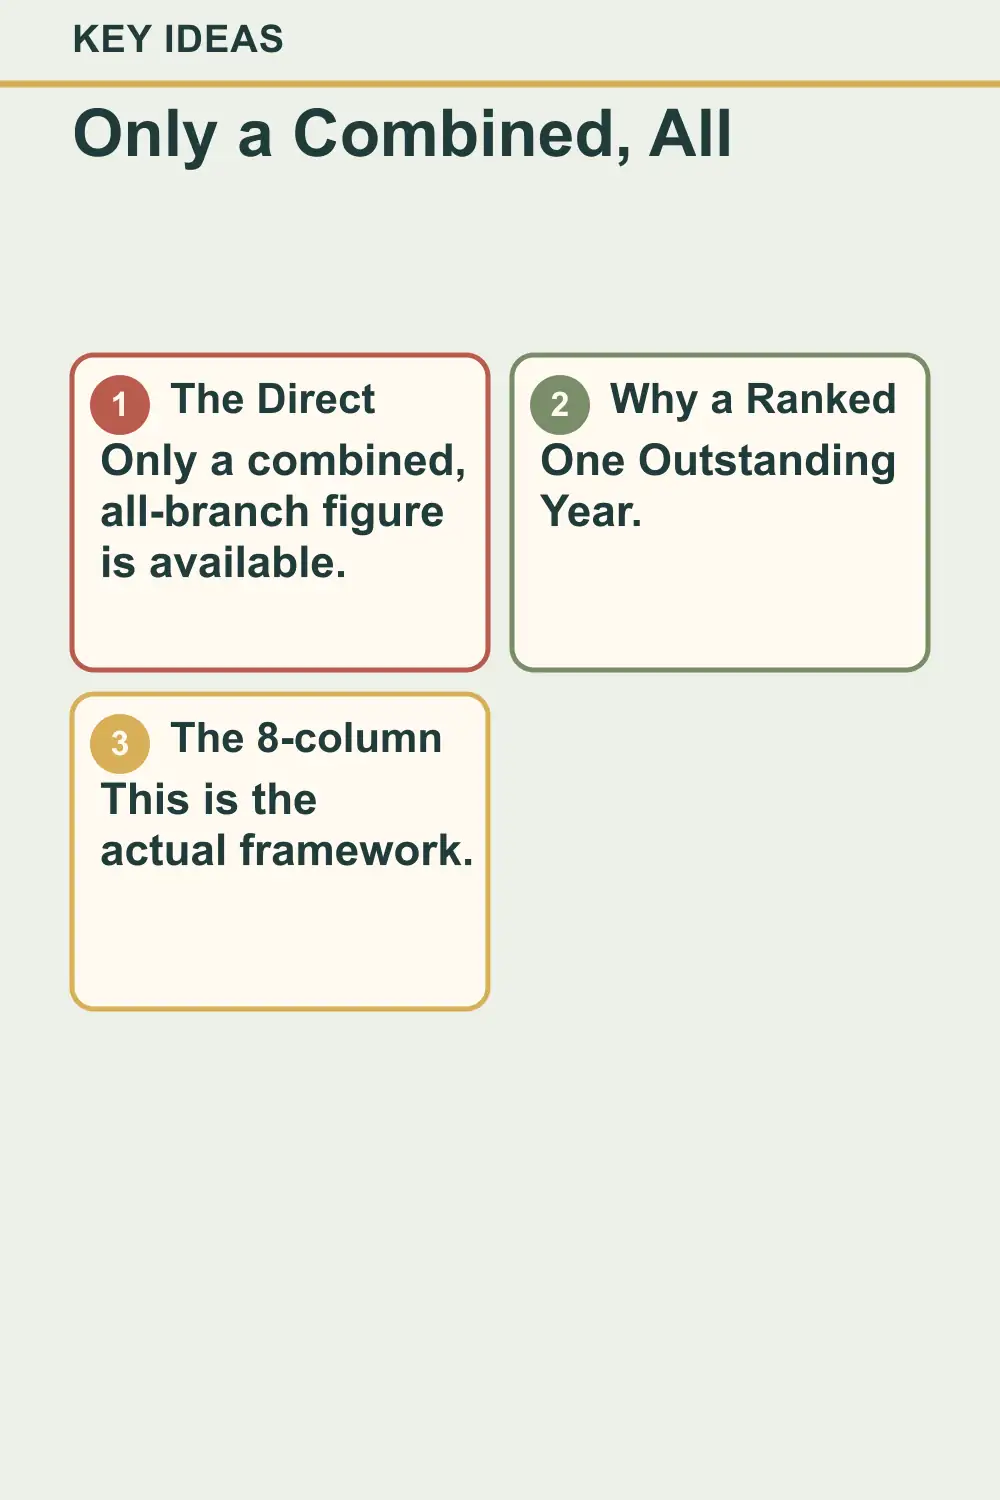 KEY IDEAS
Only a Combined, All
1 The Direct
Only a combined,
all-branch figure
is available.
2 Why a Ranked
One Outstanding
Year.
3 The 8-column
This is the
actual framework.